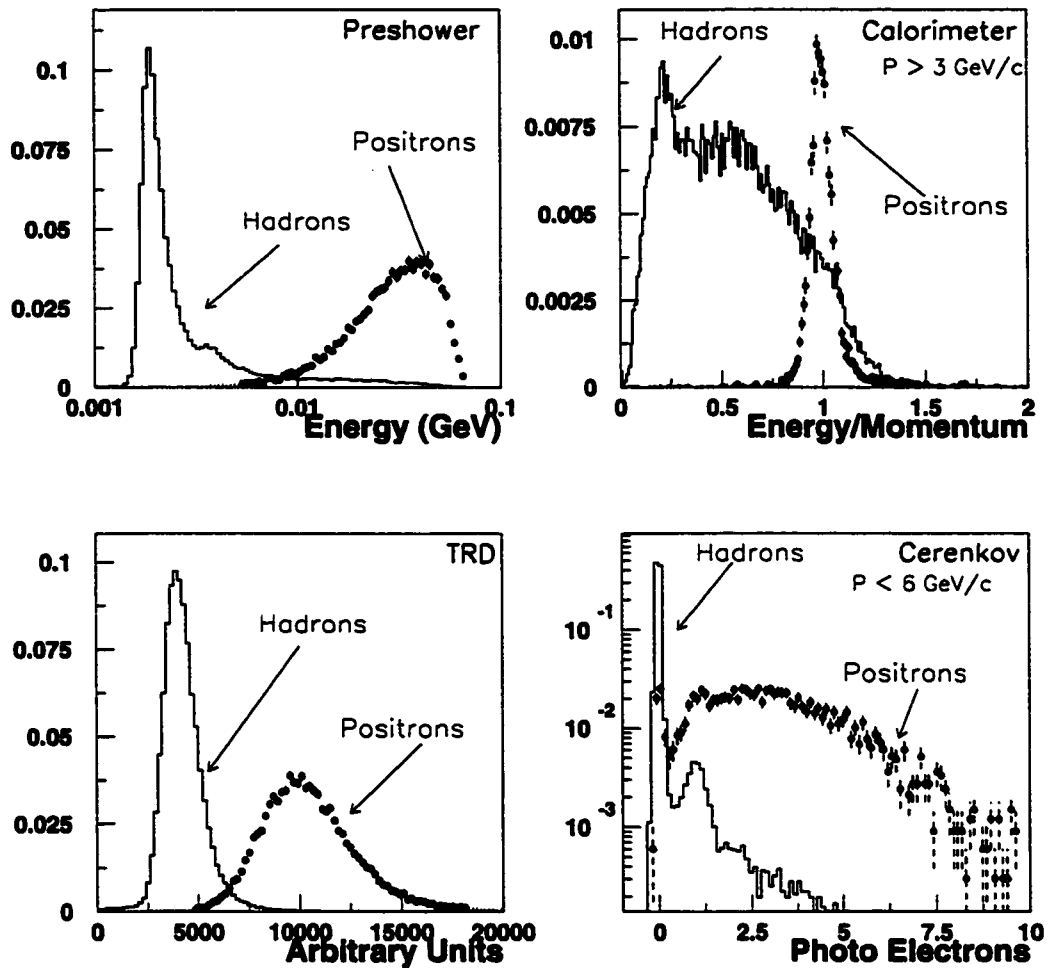 Preshower
0.1
0.075
0.05
0.025
0
Positrons
Hadrons
0.001
0.01
0.1
Energy (GeV)
Hadrons
Calorimeter
P > 3 GeV/c
0.01
0.0075
0.005
0.0025
0
Positrons
0
0.5
1
1.5
2
Energy/Momentum
TRD
0.1
0.075
0.05
0.025
0
Hadrons
Positrons
0
5000
10000
15000
20000
Arbitrary Units
Hadrons
Cerenkov
P < 6 GeV/c
10-1
10-2
10-3
Positrons
0
2.5
5
7.5
10
Photo Electrons